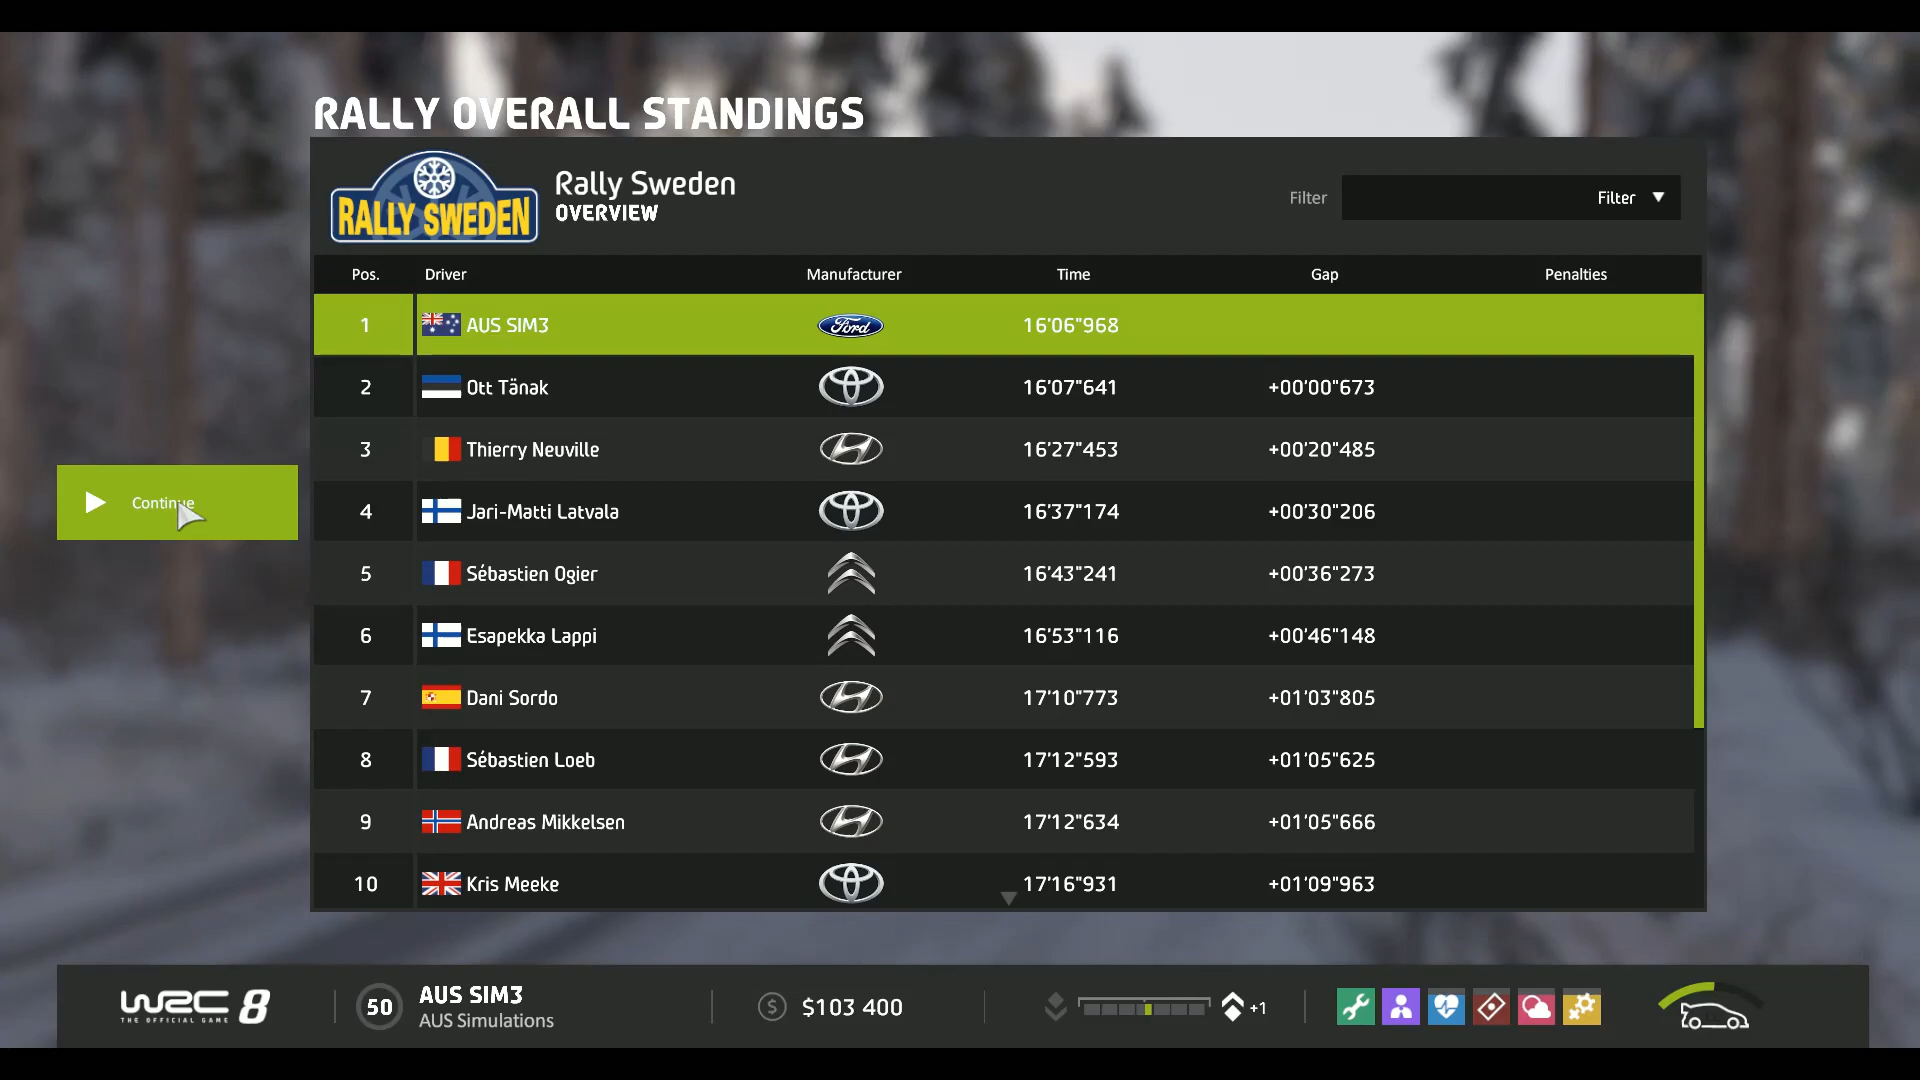 RALLY OVERALL STANDINGS
RALLY SWEDEN
Rally Sweden
OVERVIEW
Filter Filter
Pos. Driver Manufacturer Time Gap Penalties
1 AUS SIM3 Ford 16'06"968
2 Ott Tänak 16'07"641 +00'00"673
3 Thierry Neuville 16'27"453 +00'20"485
4 Jari-Matti Latvala 16'37"174 +00'30"206
5 Sébastien Ogier 16'43"241 +00'36"273
6 Esapekka Lappi 16'53"116 +00'46"148
7 Dani Sordo 17'10"773 +01'03"805
8 Sébastien Loeb 17'12"593 +01'05"625
9 Andreas Mikkelsen 17'12"634 +01'05"666
10 Kris Meeke 17'16"931 +01'09"963
Continue
WRC 8
THE OFFICIAL GAME
50 AUS SIM3
AUS Simulations
$ $103 400
+1